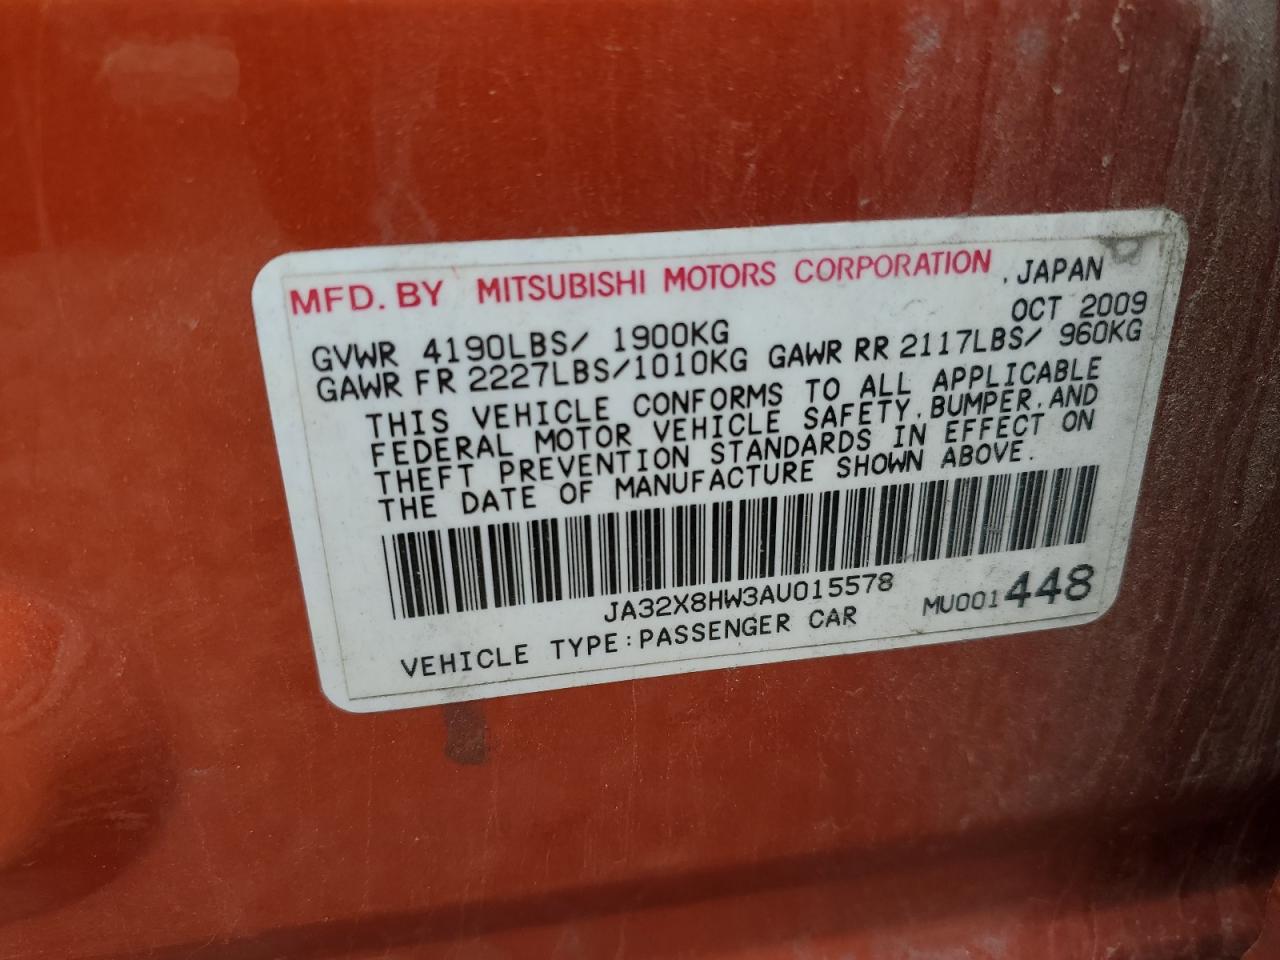 MFD. BY MITSUBISHI MOTORS CORPORATION , JAPAN
OCT 2009
GVWR 4190LBS/ 1900KG
GAWR FR 2227LBS/1010KG GAWR RR 2117LBS/ 960KG
THIS VEHICLE CONFORMS TO ALL APPLICABLE
FEDERAL MOTOR VEHICLE SAFETY, BUMPER, AND
THEFT PREVENTION STANDARDS IN EFFECT ON
THE DATE OF MANUFACTURE SHOWN ABOVE.
JA32X8HW3AU015578
VEHICLE TYPE:PASSENGER CAR MU001448